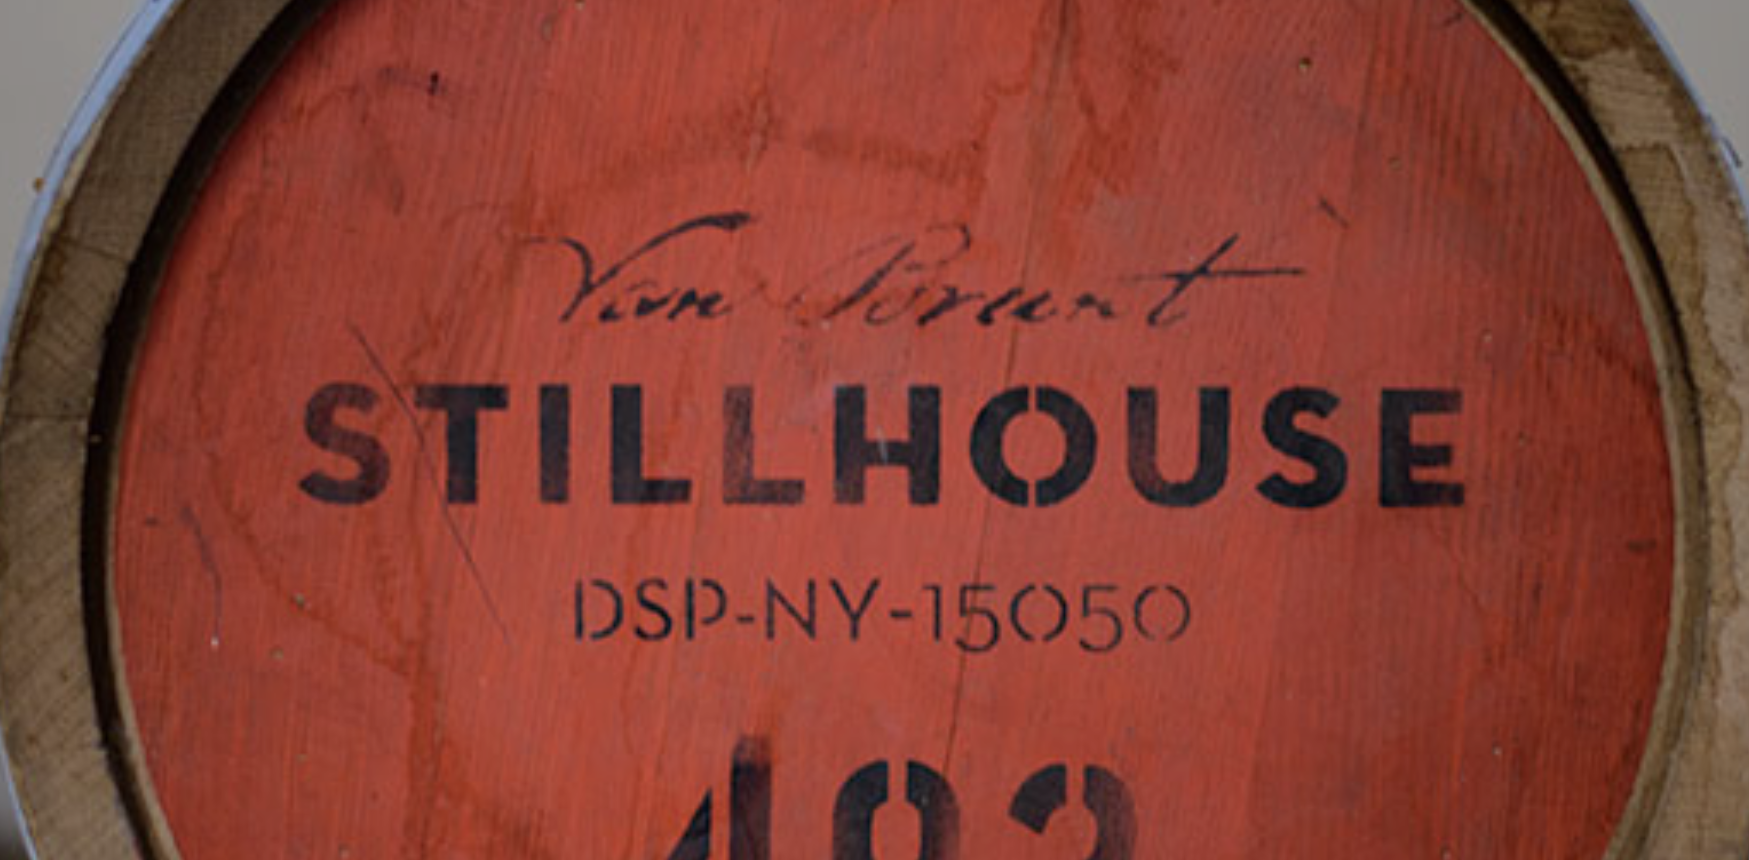 Van Brunt
STILLHOUSE
DSP-NY-15050